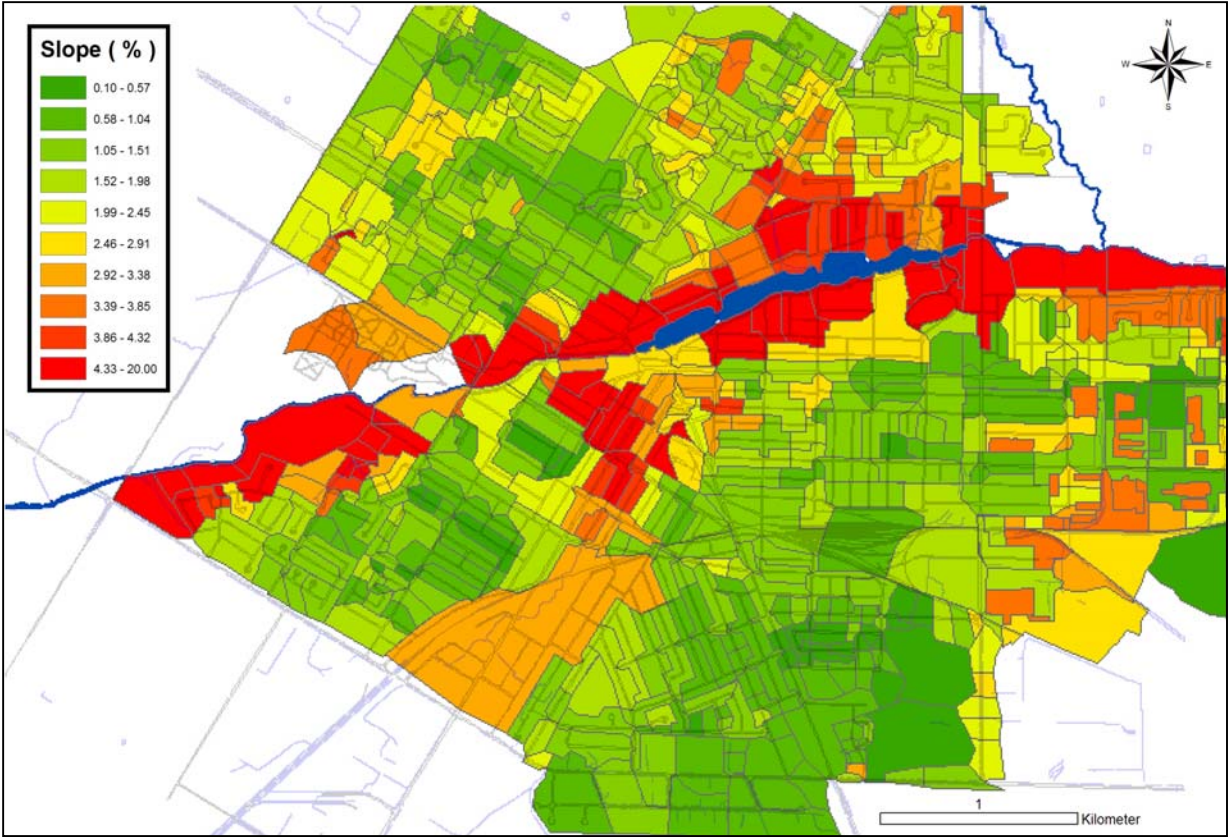 Slope ( % )
0.10 - 0.57
0.58 - 1.04
1.05 - 1.51
1.52 - 1.98
1.99 - 2.45
2.46 - 2.91
2.92 - 3.38
3.39 - 3.85
3.86 - 4.32
4.33 - 20.00
N
W E
S
1
Kilometer